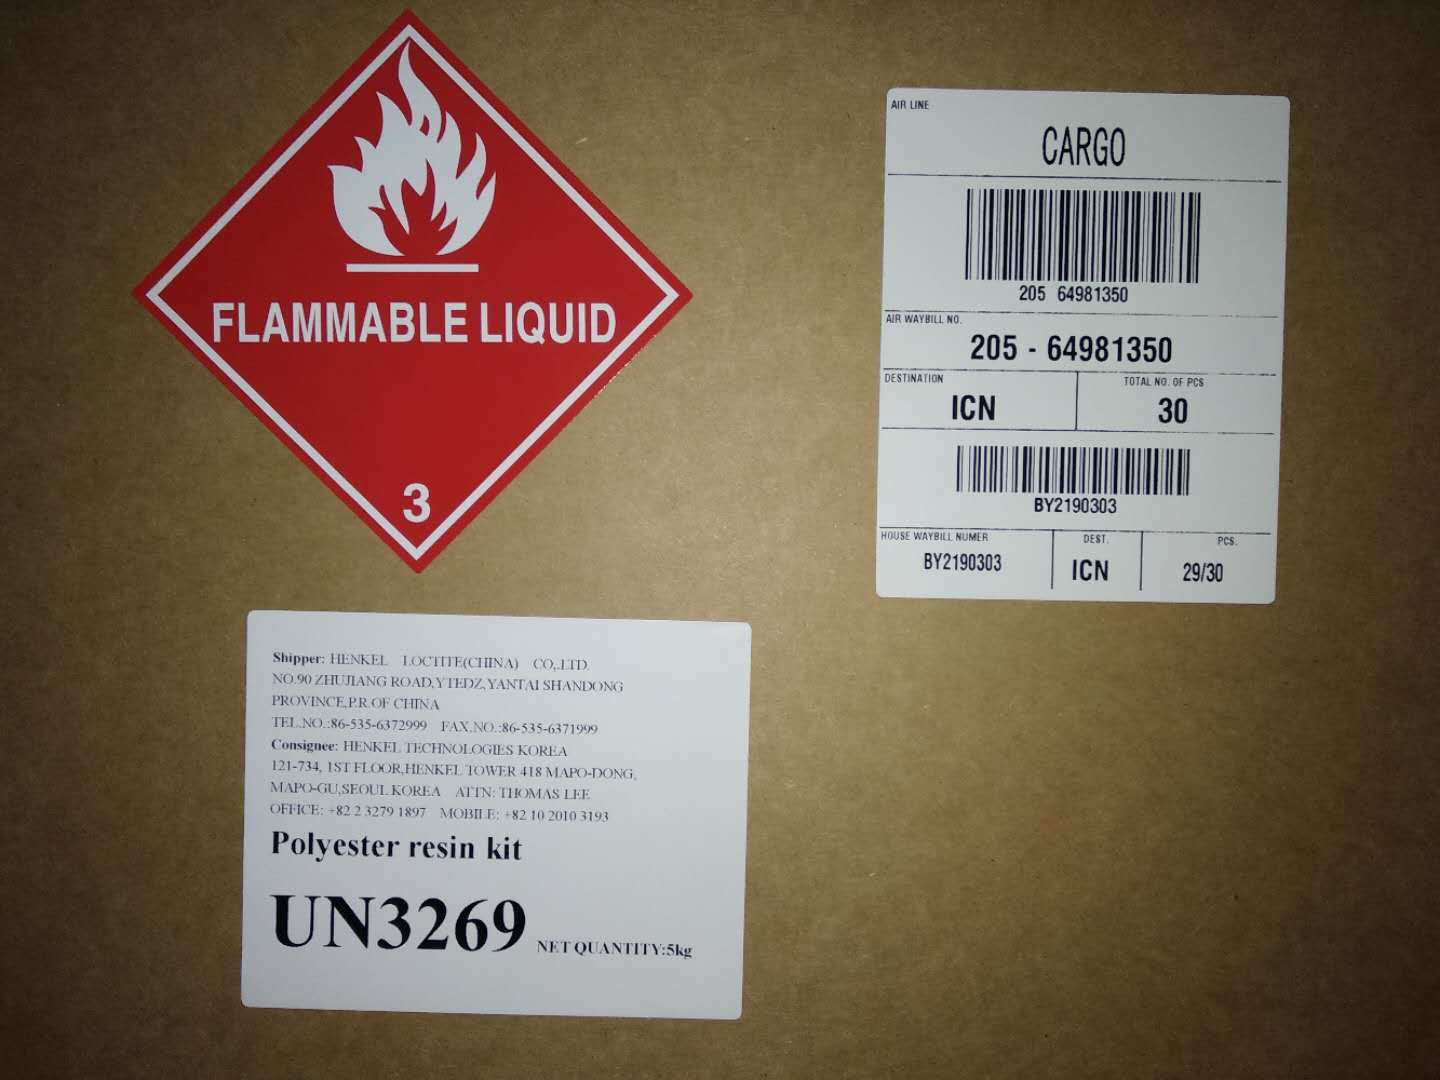 FLAMMABLE LIQUID
3
AIR LINE
CARGO
205 64981350
AIR WAYBILL NO.
205 - 64981350
DESTINATION
ICN
TOTAL NO. OF PCS
30
BY2190303
HOUSE WAYBILL NUMER
BY2190303
DEST.
ICN
PCS.
29/30
Shipper: HENKEL LOCTITE(CHINA) CO,.LTD.
NO.90 ZHUJIANG ROAD,YTEDZ,YANTAI SHANDONG
PROVINCE,P.R.OF CHINA
TEL.NO.:86-535-6372999 FAX.NO.:86-535-6371999
Consignee: HENKEL TECHNOLOGIES KOREA
121-734, 1ST FLOOR,HENKEL TOWER 418 MAPO-DONG,
MAPO-GU,SEOUL KOREA ATTN: THOMAS LEE
OFFICE: +82 2 3279 1897 MOBILE: +82 10 2010 3193
Polyester resin kit
UN3269 NET QUANTITY:5kg